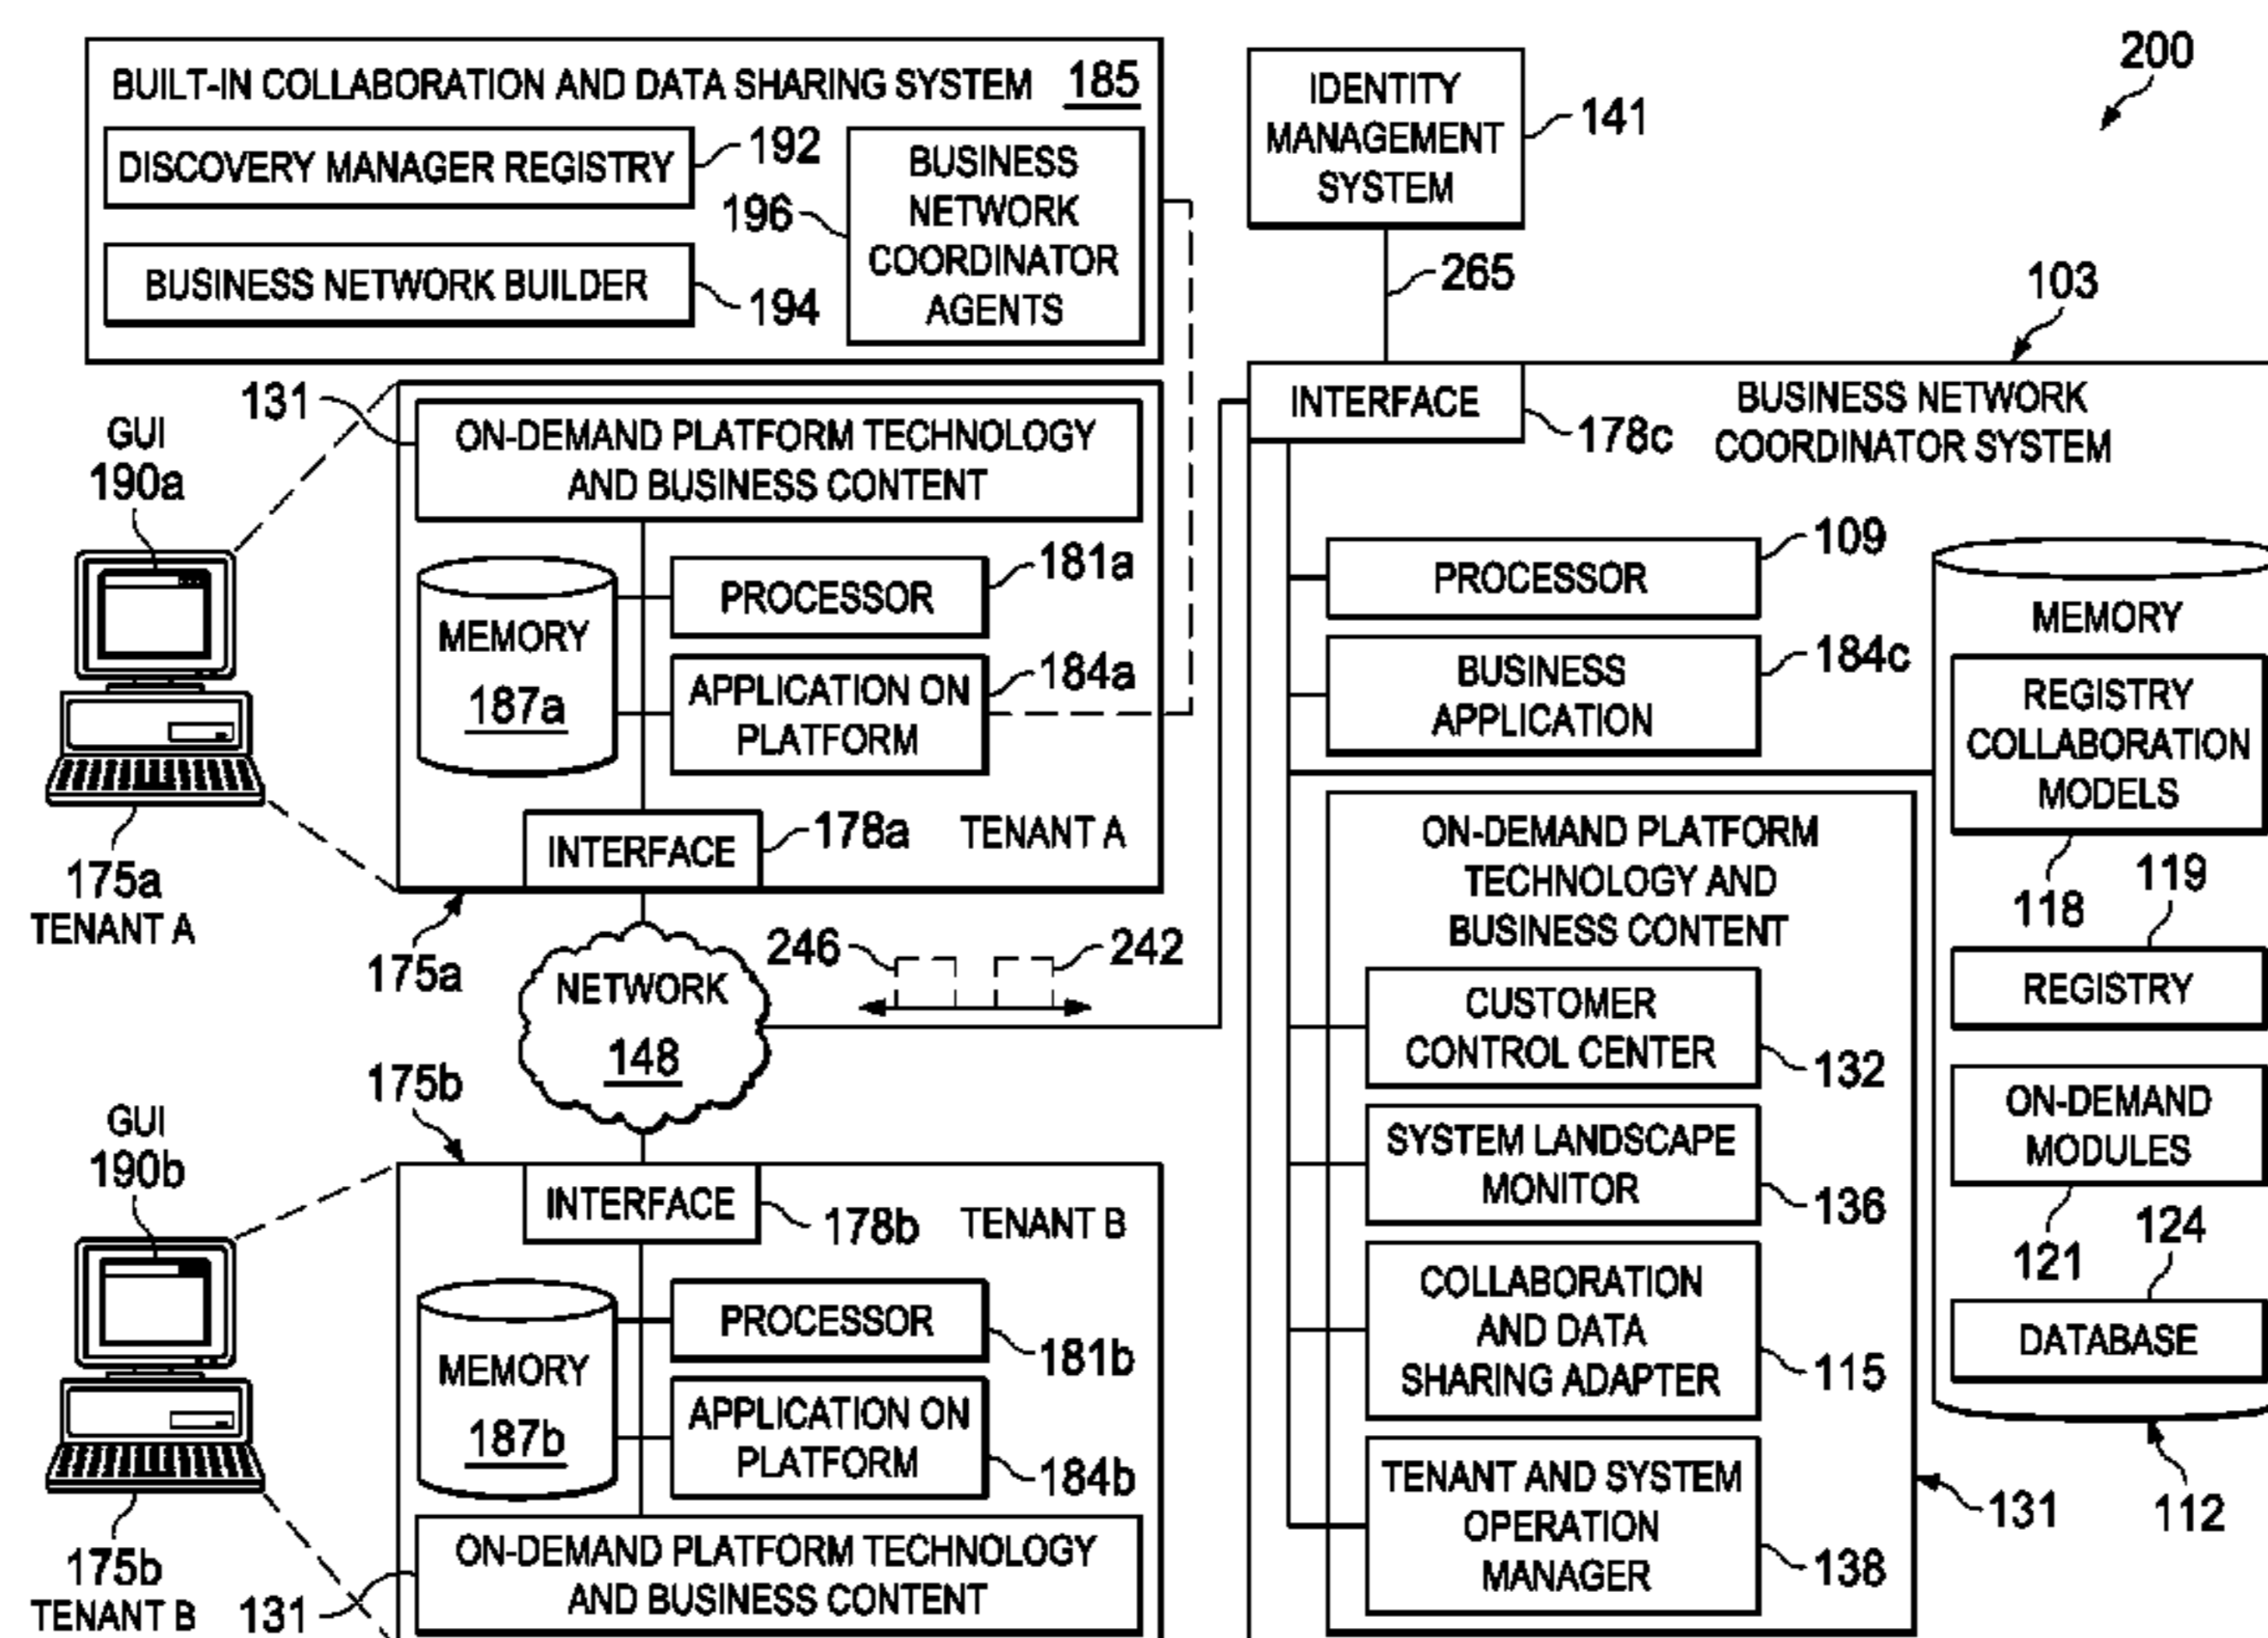 200
BUILT-IN COLLABORATION AND DATA SHARING SYSTEM 185
DISCOVERY MANAGER REGISTRY
192
BUSINESS NETWORK BUILDER
194
196
BUSINESS
NETWORK
COORDINATOR
AGENTS
IDENTITY
MANAGEMENT
SYSTEM
141
265
103
INTERFACE
178c
BUSINESS NETWORK
COORDINATOR SYSTEM
GUI
190a
175a
TENANT A
131
ON-DEMAND PLATFORM TECHNOLOGY
AND BUSINESS CONTENT
MEMORY
187a
PROCESSOR
181a
APPLICATION ON
PLATFORM
184a
INTERFACE
178a
TENANT A
175a
NETWORK
148
246
242
175b
GUI
190b
175b
TENANT B
INTERFACE
178b
TENANT B
MEMORY
187b
PROCESSOR
181b
APPLICATION ON
PLATFORM
184b
131
ON-DEMAND PLATFORM TECHNOLOGY
AND BUSINESS CONTENT
PROCESSOR
109
BUSINESS
APPLICATION
184c
ON-DEMAND PLATFORM
TECHNOLOGY AND
BUSINESS CONTENT
CUSTOMER
CONTROL CENTER
132
SYSTEM LANDSCAPE
MONITOR
136
COLLABORATION
AND DATA
SHARING ADAPTER
115
TENANT AND SYSTEM
OPERATION
MANAGER
138
131
MEMORY
REGISTRY
COLLABORATION
MODELS
118
119
REGISTRY
ON-DEMAND
MODULES
121
124
DATABASE
112